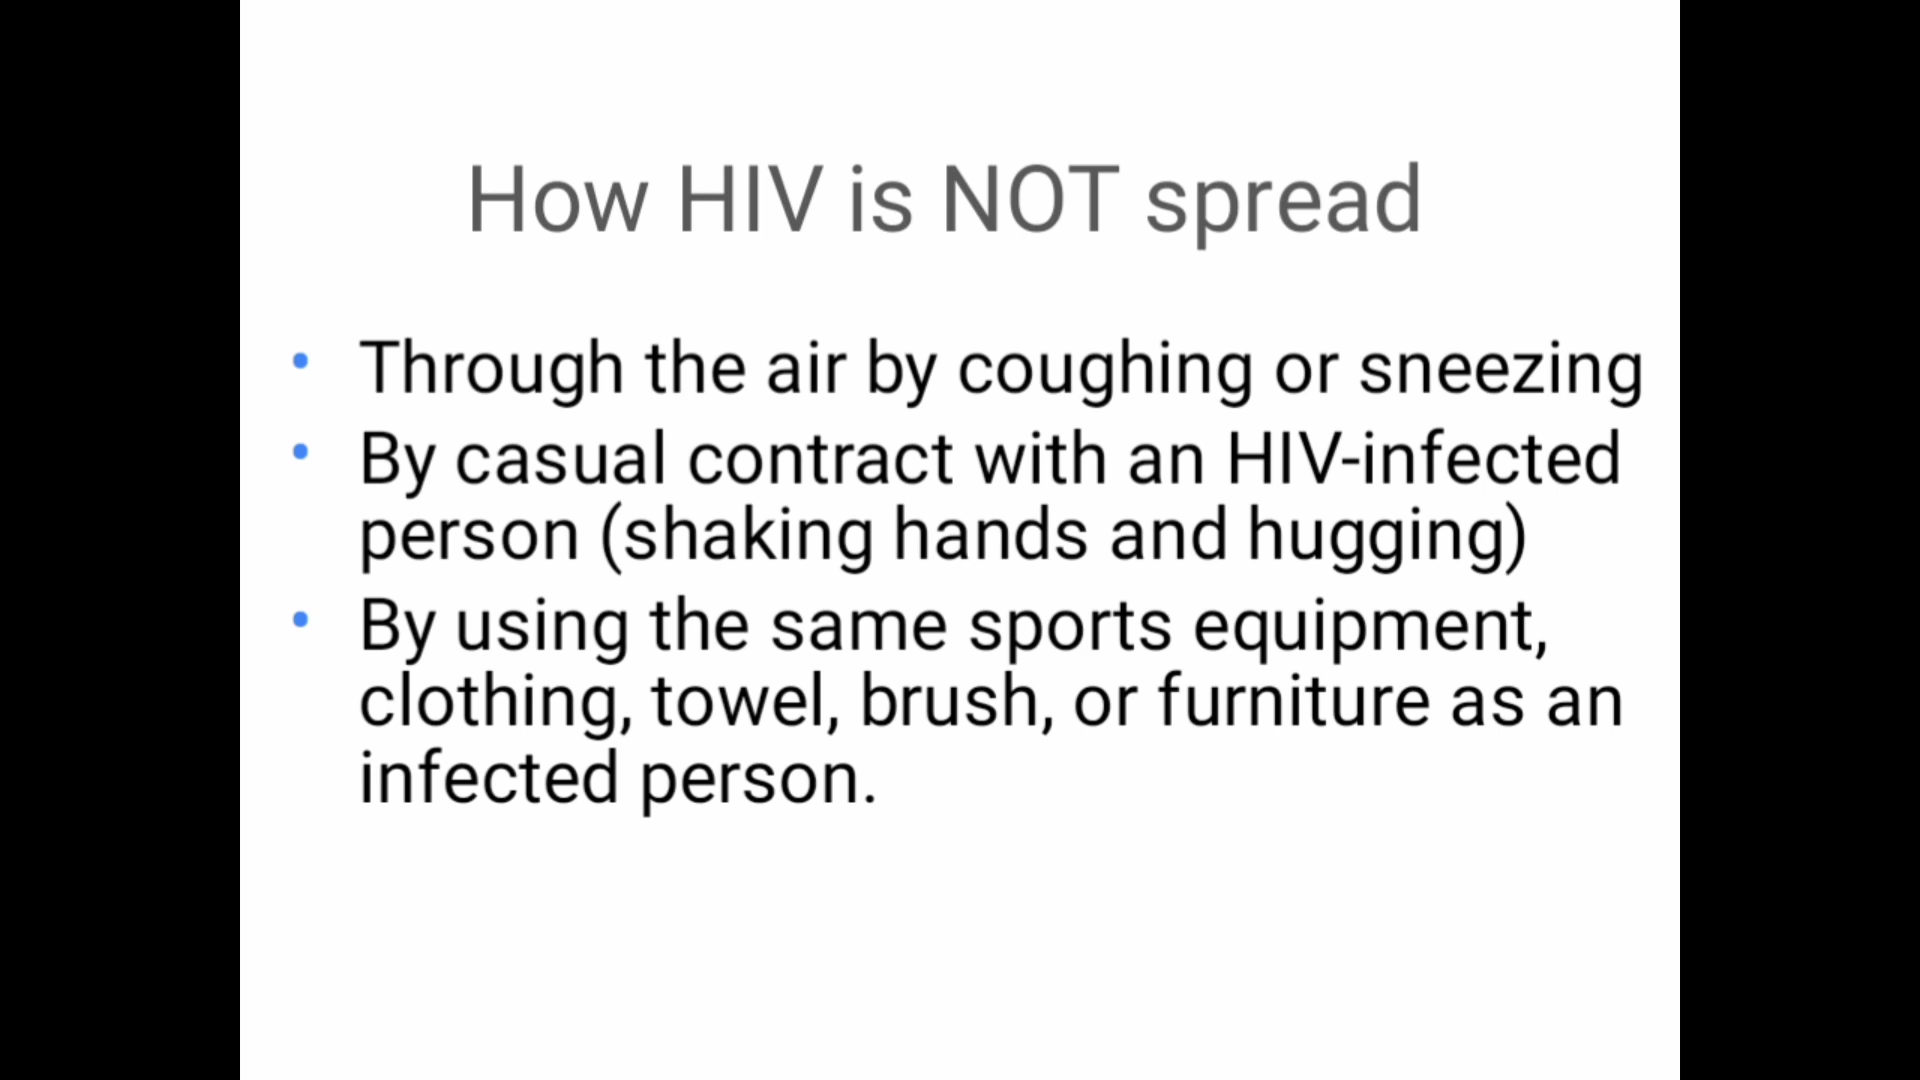 How HIV is NOT spread
• Through the air by coughing or sneezing
• By casual contract with an HIV-infected
person (shaking hands and hugging)
• By using the same sports equipment,
clothing, towel, brush, or furniture as an
infected person.